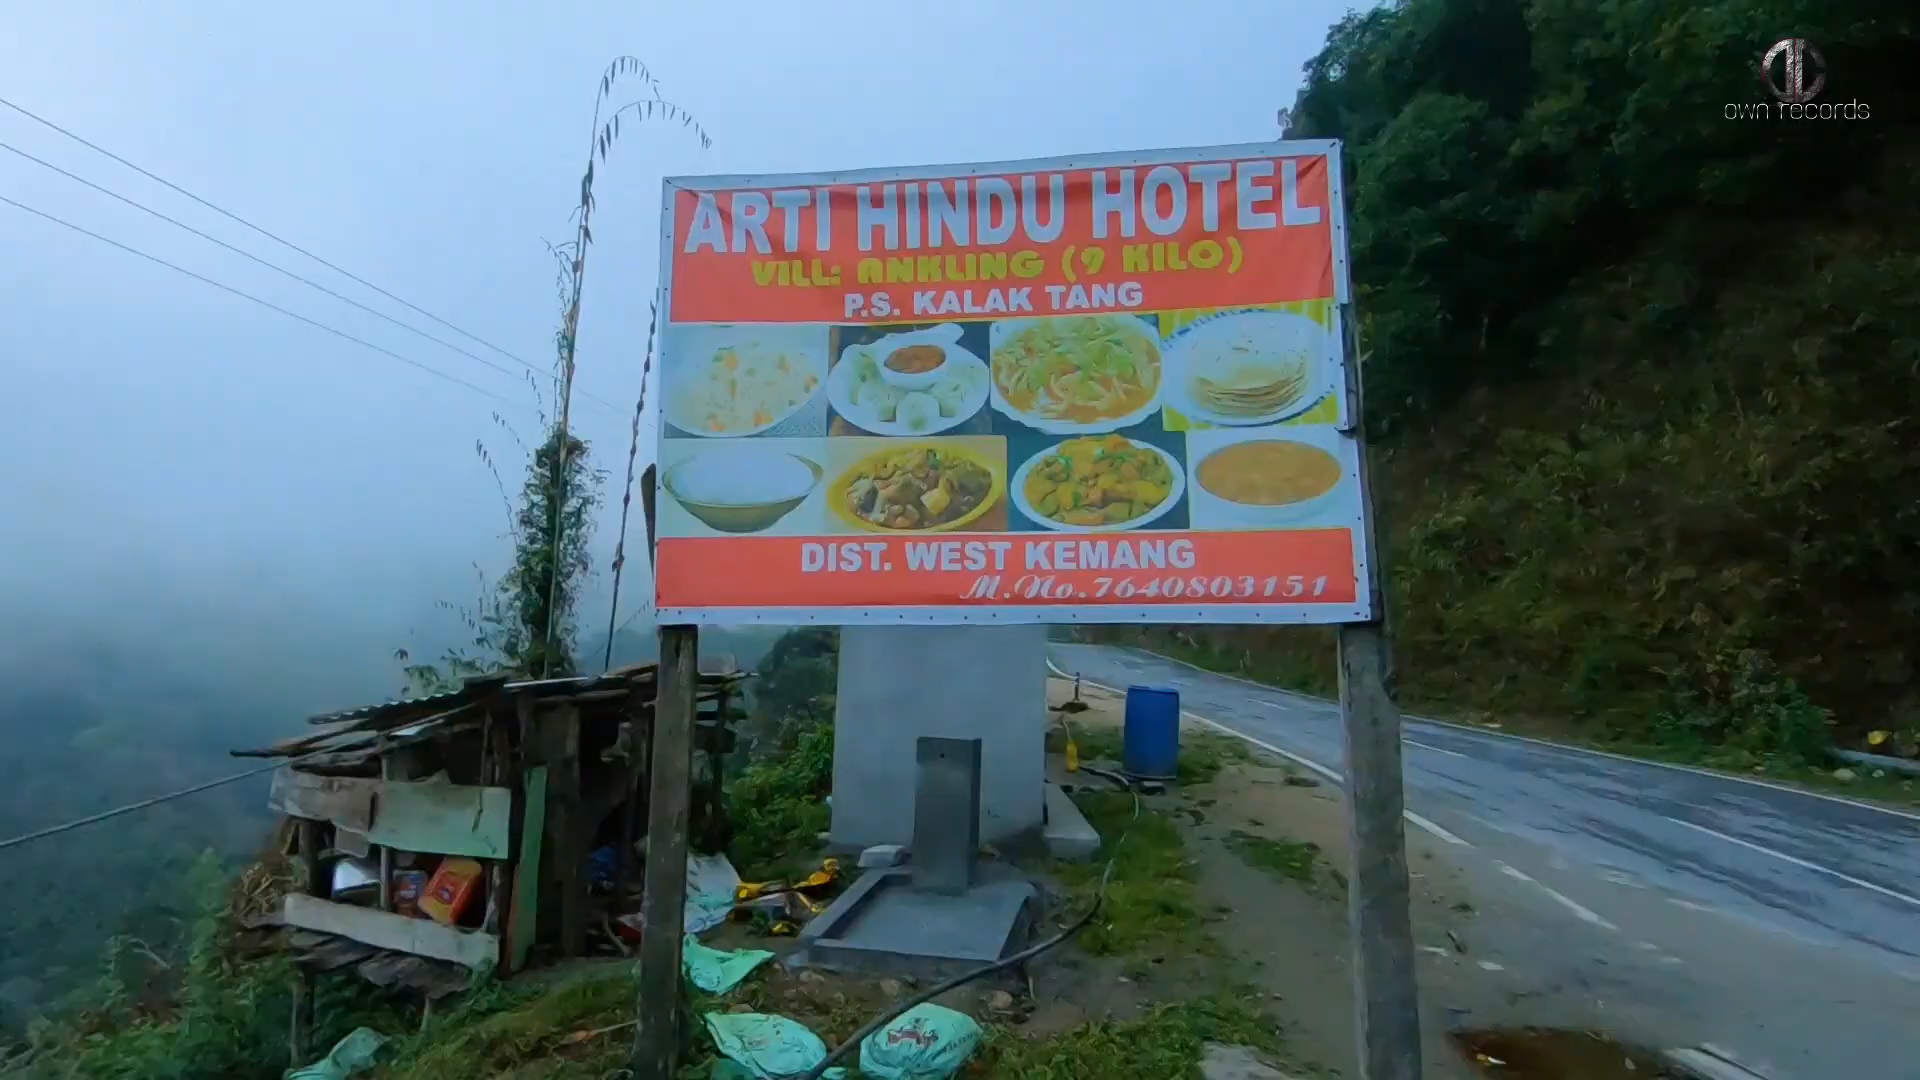 own records
ARTI HINDU HOTEL
VILL: ANKLING (9 KILO)
P.S. KALAK TANG
DIST. WEST KEMANG
M.No.7640803151